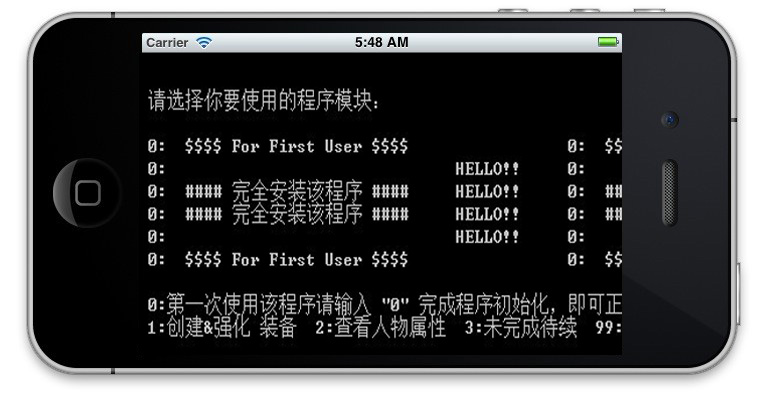 Carrier 5:48 AM
请选择你要使用的程序模块:
0: $$$$ For First User $$$$ 0: $$
0: HELLO!! 0:
0: #### 完全安装该程序 #### HELLO!! 0: ##
0: #### 完全安装该程序 #### HELLO!! 0: ##
0: HELLO!! 0:
0: $$$$ For First User $$$$ 0: $$
0:第一次使用该程序请输入 "0" 完成程序初始化, 即可正
1:创建&强化 装备 2:查看人物属性 3:未完成待续 99: